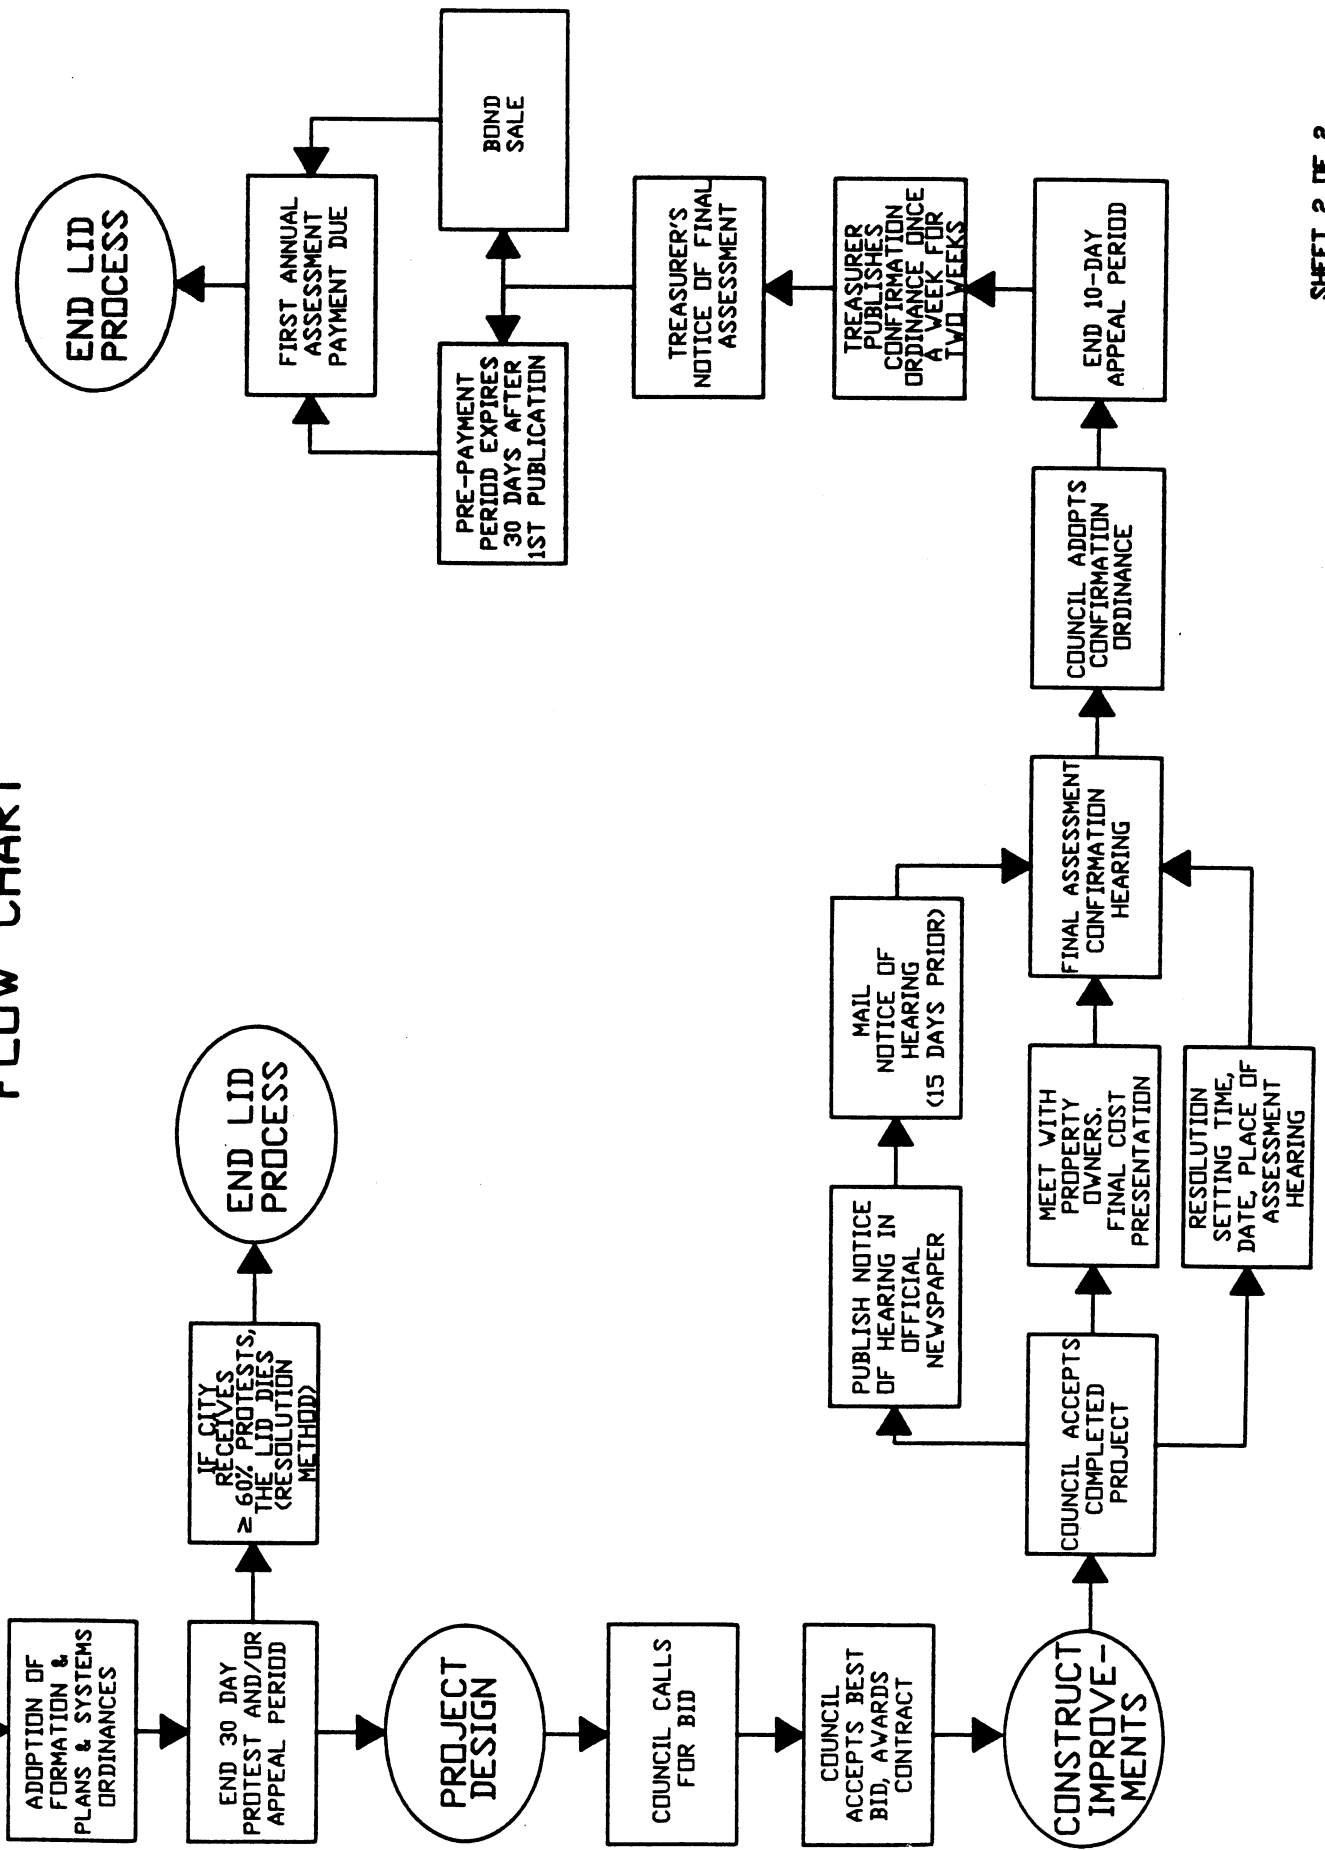 FLOW CHART
ADOPTION OF
FORMATION &
PLANS & SYSTEMS
ORDINANCES
END 30 DAY
PROTEST AND/OR
APPEAL PERIOD
IF CITY
RECEIVES
≥ 60% PROTESTS,
THE LID DIES
(RESOLUTION
METHOD)
END LID
PROCESS
PROJECT
DESIGN
COUNCIL CALLS
FOR BID
COUNCIL
ACCEPTS BEST
BID, AWARDS
CONTRACT
CONSTRUCT
IMPROVE-
MENTS
COUNCIL ACCEPTS
COMPLETED
PROJECT
PUBLISH NOTICE
OF HEARING IN
OFFICIAL
NEWSPAPER
MAIL
NOTICE OF
HEARING
(15 DAYS PRIOR)
MEET WITH
PROPERTY
OWNERS.
FINAL COST
PRESENTATION
RESOLUTION
SETTING TIME,
DATE, PLACE OF
ASSESSMENT
HEARING
FINAL ASSESSMENT
CONFIRMATION
HEARING
COUNCIL ADOPTS
CONFIRMATION
ORDINANCE
END 10-DAY
APPEAL PERIOD
TREASURER
PUBLISHES
CONFIRMATION
ORDINANCE ONCE
A WEEK FOR
TWO WEEKS
TREASURER'S
NOTICE OF FINAL
ASSESSMENT
PRE-PAYMENT
PERIOD EXPIRES
30 DAYS AFTER
1ST PUBLICATION
BOND
SALE
FIRST ANNUAL
ASSESSMENT
PAYMENT DUE
END LID
PROCESS
SHEET 2 OF 2